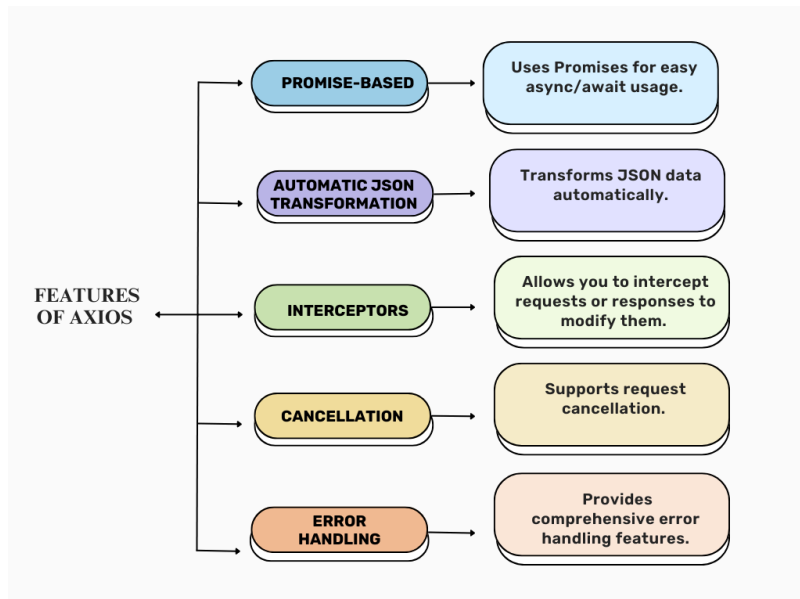 FEATURES
OF AXIOS
PROMISE-BASED
Uses Promises for easy
async/await usage.
AUTOMATIC JSON
TRANSFORMATION
Transforms JSON data
automatically.
INTERCEPTORS
Allows you to intercept
requests or responses to
modify them.
CANCELLATION
Supports request
cancellation.
ERROR
HANDLING
Provides
comprehensive error
handling features.